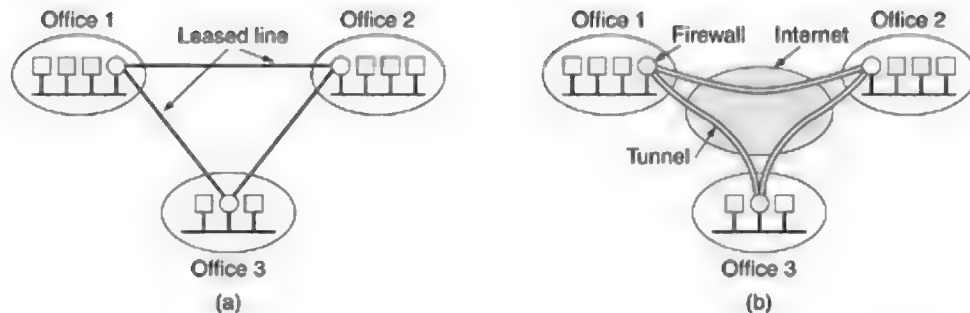 Office 1
Leased line
Office 2
Office 3
(a)
Office 1
Firewall
Internet
Office 2
Tunnel
Office 3
(b)